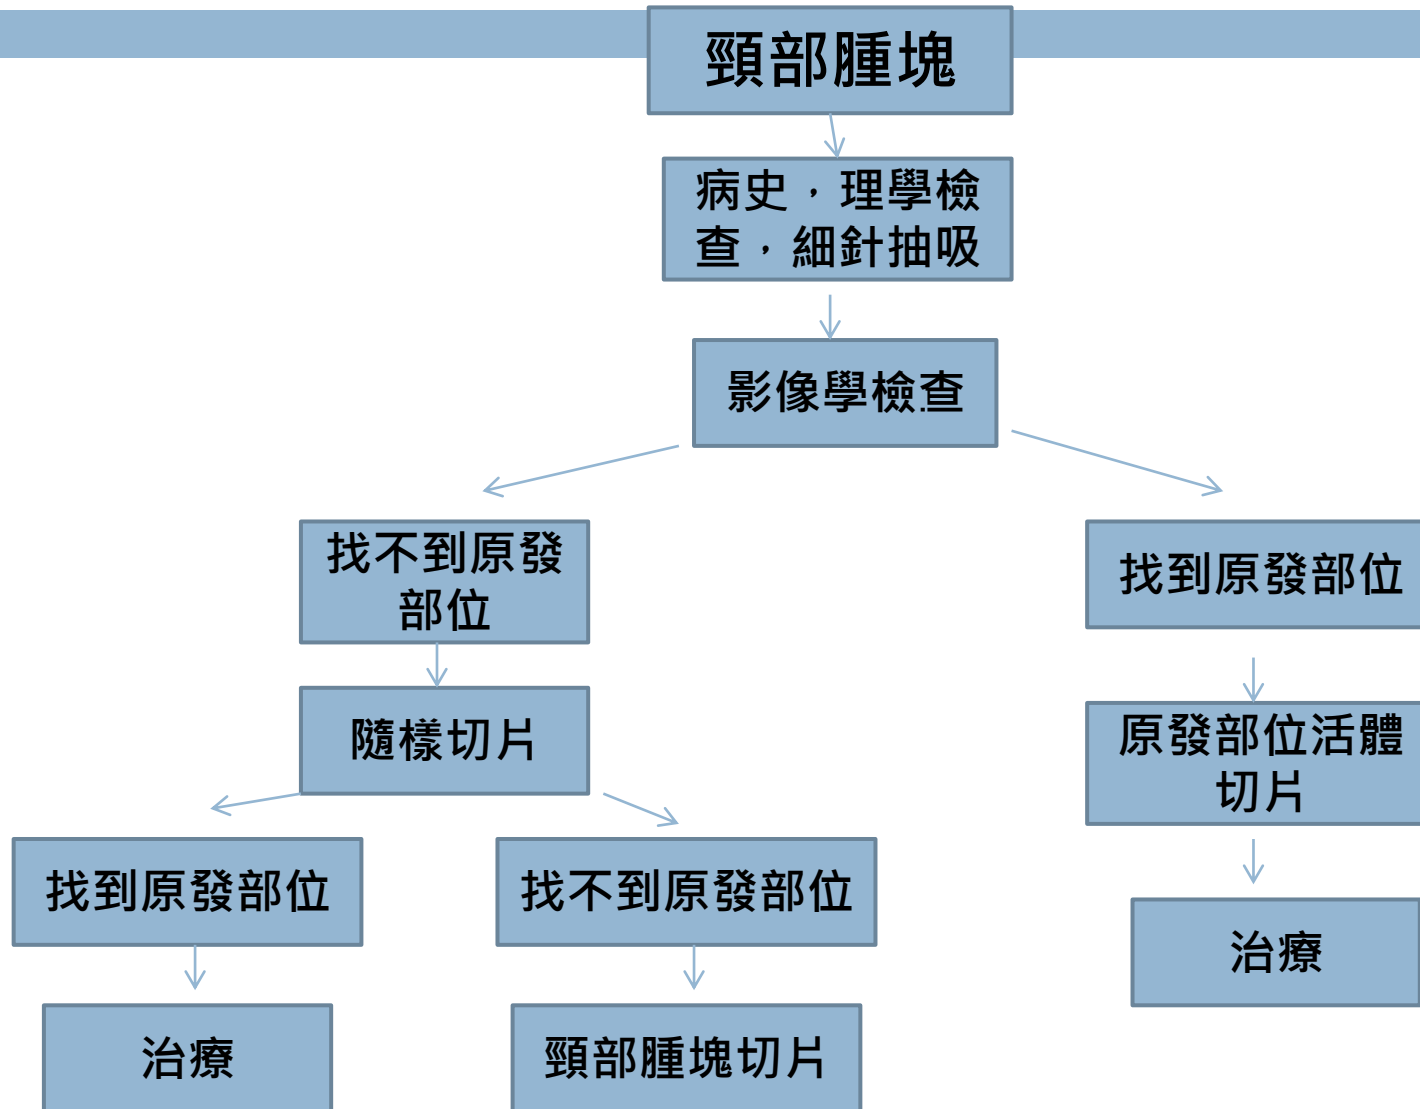 頸部腫塊
病史，理學檢
查，細針抽吸
影像學檢查
找不到原發
部位
找到原發部位
隨樣切片
原發部位活體
切片
找到原發部位
找不到原發部位
治療
治療
頸部腫塊切片